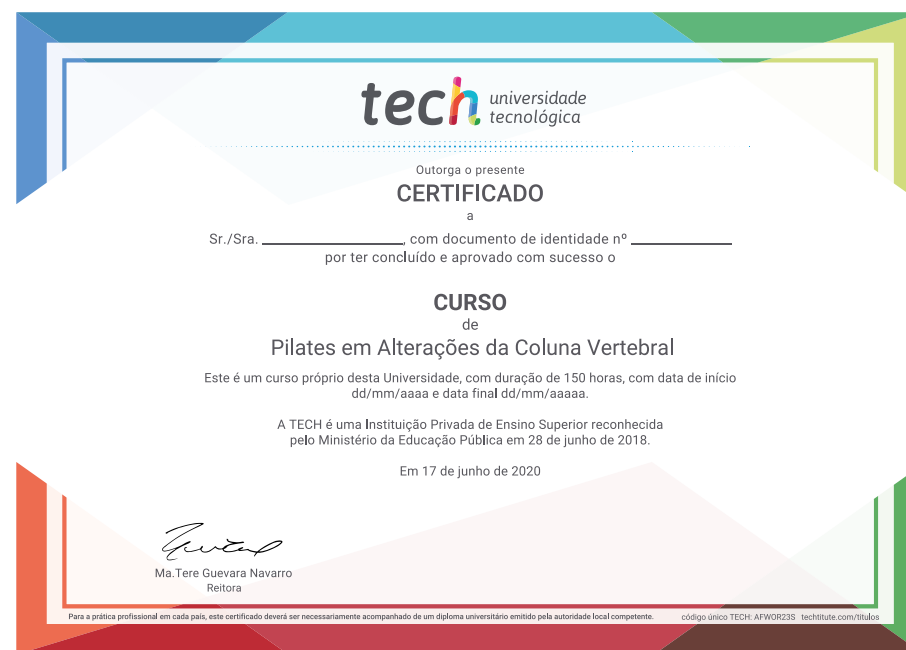 tech universidade
tecnológica
Outorga o presente
CERTIFICADO
a
Sr./Sra. ________________, com documento de identidade nº ____________
por ter concluído e aprovado com sucesso o
CURSO
de
Pilates em Alterações da Coluna Vertebral
Este é um curso próprio desta Universidade, com duração de 150 horas, com data de início
dd/mm/aaaa e data final dd/mm/aaaaa.
A TECH é uma Instituição Privada de Ensino Superior reconhecida
pelo Ministério da Educação Pública em 28 de junho de 2018.
Em 17 de junho de 2020
Ma.Tere Guevara Navarro
Reitora
Para a prática profissional em cada país, este certificado deverá ser necessariamente acompanhado de um diploma universitário emitido pela autoridade local competente. código único TECH: AFWOR23S techtitute.com/titulos